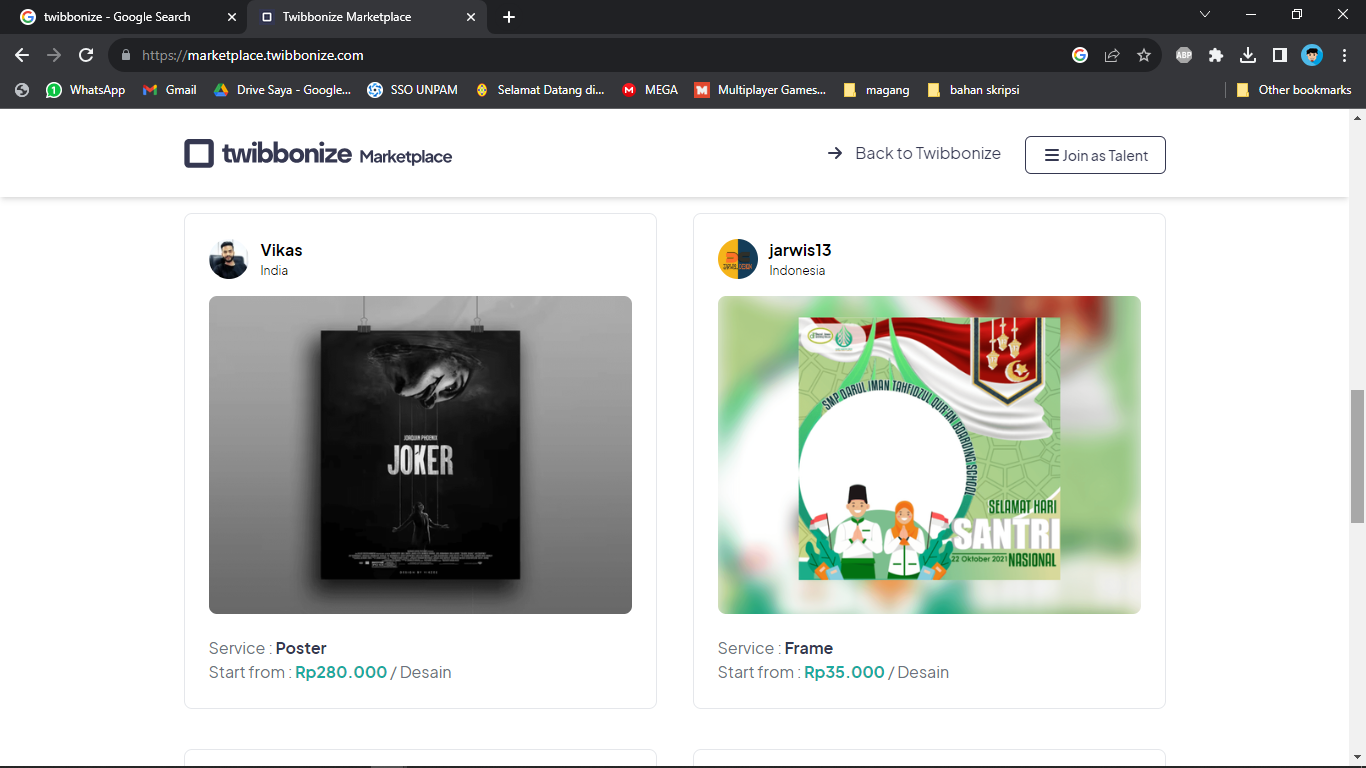 twibbonize - Google Search
Twibbonize Marketplace
https://marketplace.twibbonize.com
ABP
WhatsApp
Gmail
Drive Saya - Google...
SSO UNPAM
Selamat Datang di...
MEGA
Multiplayer Games...
magang
bahan skripsi
Other bookmarks
twibbonize Marketplace
Back to Twibbonize
Join as Talent
Vikas
India
JOAQUIN PHOENIX
JOKER
Service : Poster
Start from : Rp280.000 / Desain
jarwis13
Indonesia
SMP DARUL IMAN TAHFIDZUL QUR'AN BOARDING SCHOOL
SELAMAT HARI
SANTRI
22 Oktober 2021 NASIONAL
Service : Frame
Start from : Rp35.000 / Desain